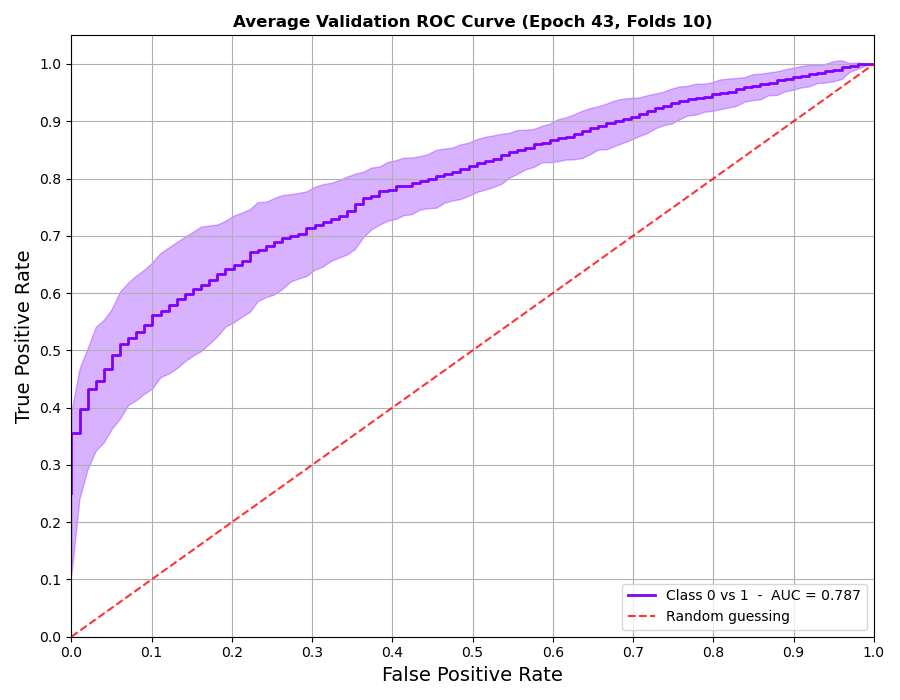 Average Validation ROC Curve (Epoch 43, Folds 10)
1.0
0.9
0.8
0.7
0.6
0.5
0.4
0.3
0.2
0.1
0.0
True Positive Rate
Class 0 vs 1 - AUC = 0.787
Random guessing
0.0 0.1 0.2 0.3 0.4 0.5 0.6 0.7 0.8 0.9 1.0
False Positive Rate